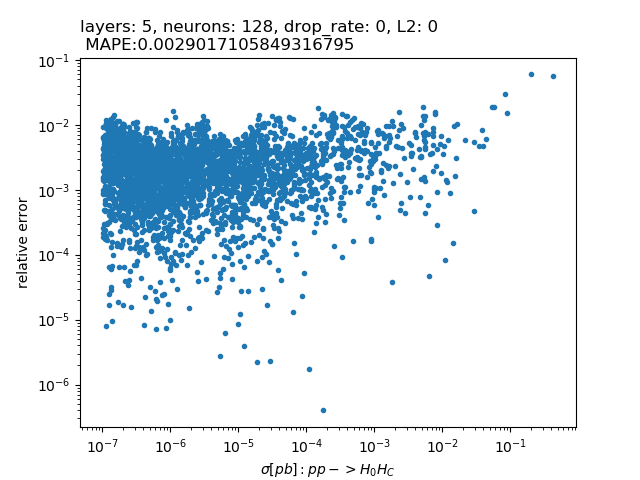 layers: 5, neurons: 128, drop_rate: 0, L2: 0
MAPE:0.0029017105849316795
10⁻¹
10⁻²
10⁻³
10⁻⁴
10⁻⁵
10⁻⁶
relative error
10⁻⁷ 10⁻⁶ 10⁻⁵ 10⁻⁴ 10⁻³ 10⁻² 10⁻¹
σ[pb] : pp − > H₀H_C